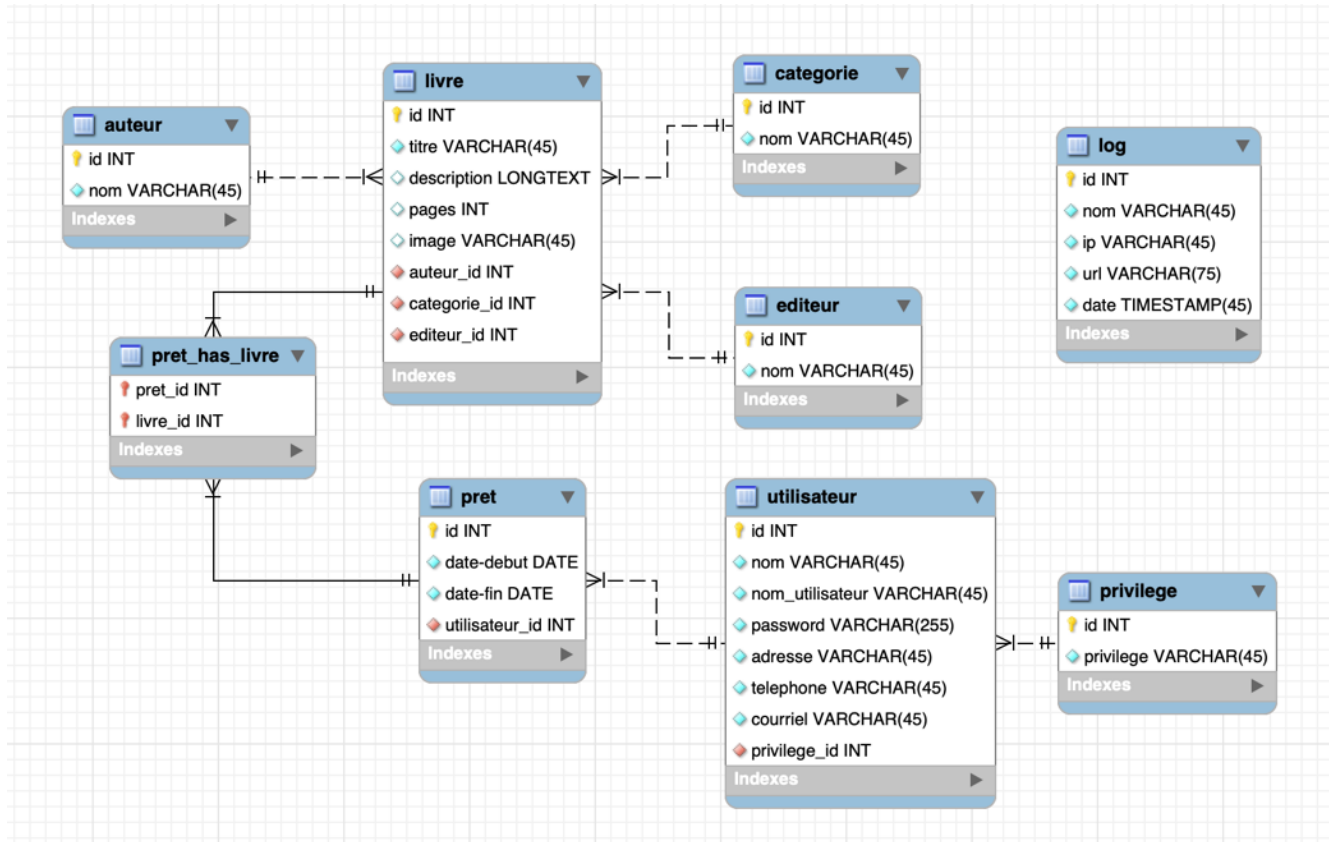 auteur
id INT
nom VARCHAR(45)
Indexes
livre
id INT
titre VARCHAR(45)
description LONGTEXT
pages INT
image VARCHAR(45)
auteur_id INT
categorie_id INT
editeur_id INT
Indexes
categorie
id INT
nom VARCHAR(45)
Indexes
log
id INT
nom VARCHAR(45)
ip VARCHAR(45)
url VARCHAR(75)
date TIMESTAMP(45)
Indexes
editeur
id INT
nom VARCHAR(45)
Indexes
pret_has_livre
pret_id INT
livre_id INT
Indexes
pret
id INT
date-debut DATE
date-fin DATE
utilisateur_id INT
Indexes
utilisateur
id INT
nom VARCHAR(45)
nom_utilisateur VARCHAR(45)
password VARCHAR(255)
adresse VARCHAR(45)
telephone VARCHAR(45)
courriel VARCHAR(45)
privilege_id INT
Indexes
privilege
id INT
privilege VARCHAR(45)
Indexes